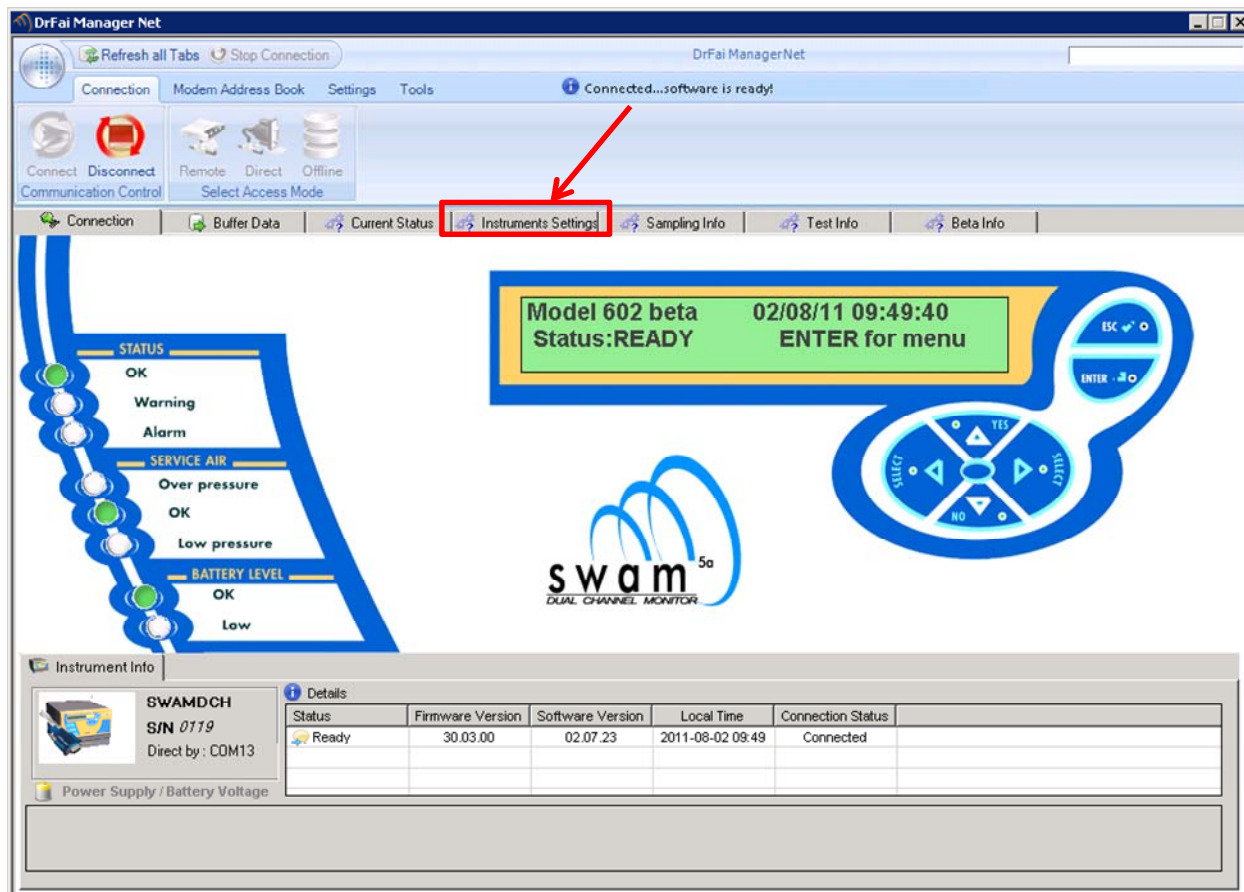 DrFai Manager Net
Refresh all Tabs Stop Connection DrFai ManagerNet
Connection Modem Address Book Settings Tools Connected...software is ready!
Connect Disconnect Remote Direct Offline
Communication Control Select Access Mode
Connection Buffer Data Current Status Instruments Settings Sampling Info Test Info Beta Info
Model 602 beta 02/08/11 09:49:40
Status:READY ENTER for menu
ESC
ENTER
YES
SELECT SELECT
NO
STATUS
OK
Warning
Alarm
SERVICE AIR
Over pressure
OK
Low pressure
BATTERY LEVEL
OK
Low
swam 5a
DUAL CHANNEL MONITOR
Instrument Info
SWAMDCH
S/N 0119
Direct by : COM13
Power Supply / Battery Voltage
Details
Status Firmware Version Software Version Local Time Connection Status
Ready 30.03.00 02.07.23 2011-08-02 09:49 Connected